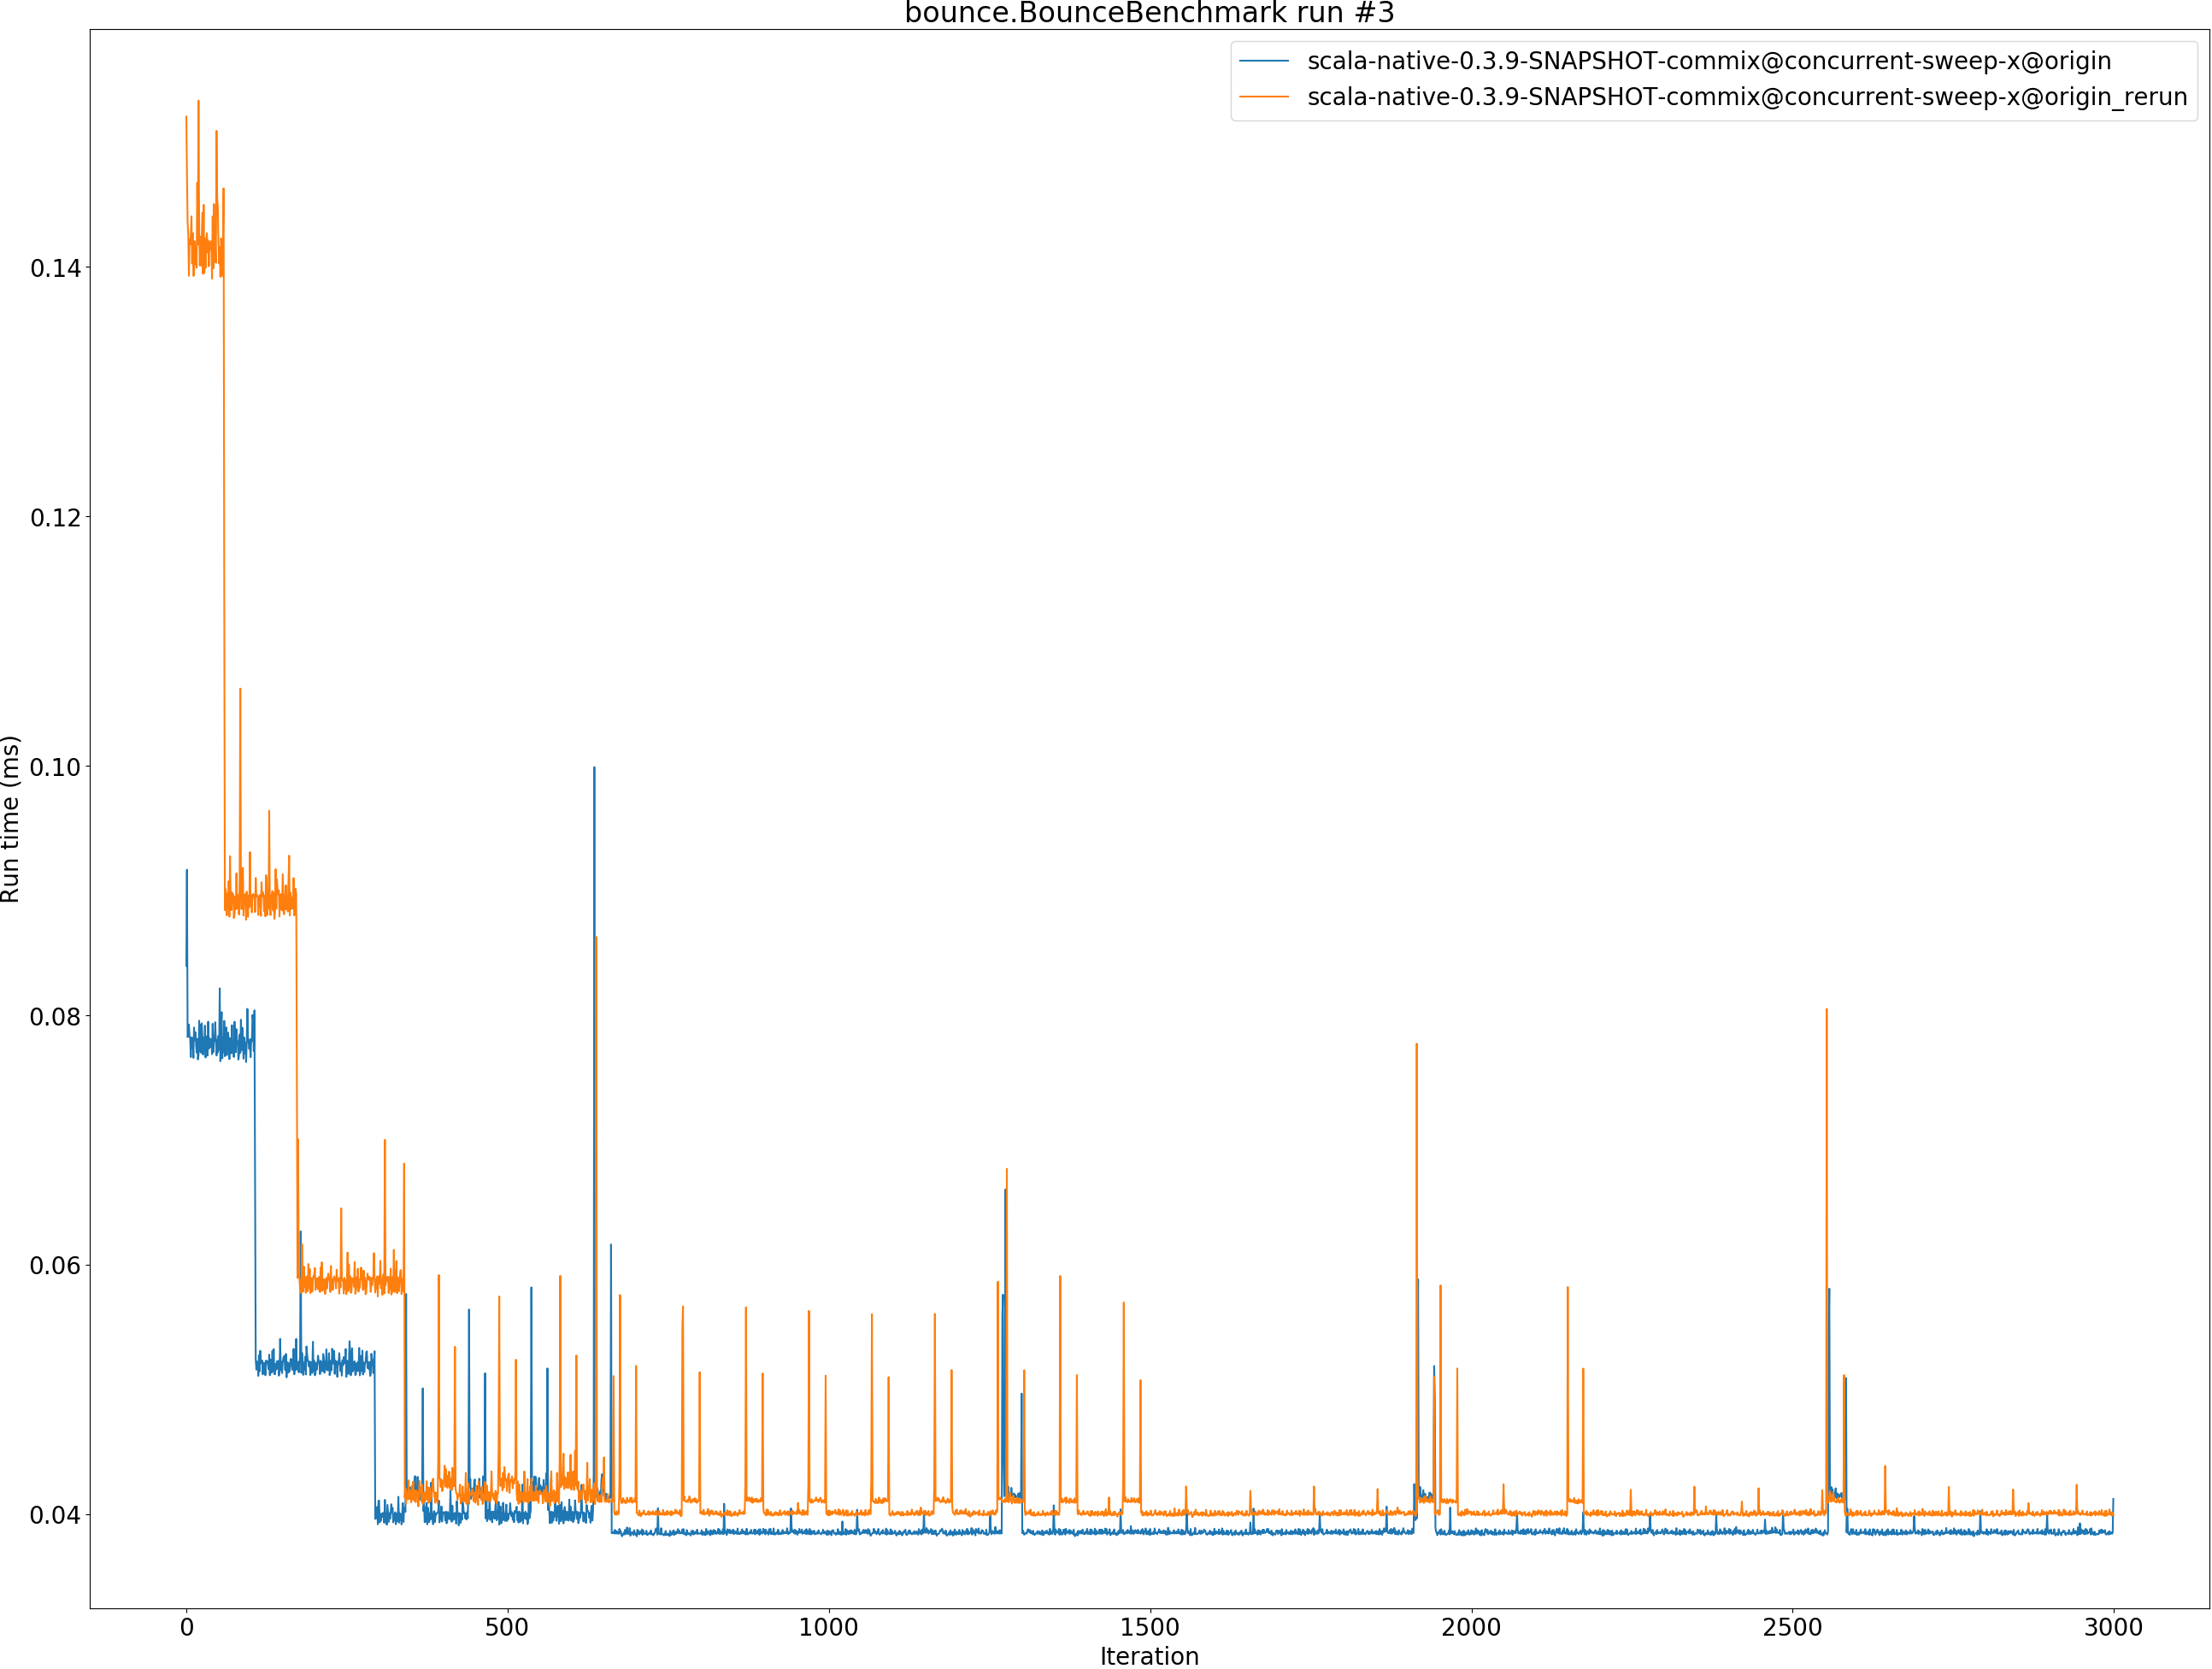 bounce.BounceBenchmark run #3
scala-native-0.3.9-SNAPSHOT-commix@concurrent-sweep-x@origin
scala-native-0.3.9-SNAPSHOT-commix@concurrent-sweep-x@origin_rerun
Run time (ms)
0.14
0.12
0.10
0.08
0.06
0.04
0 500 1000 1500 2000 2500 3000
Iteration